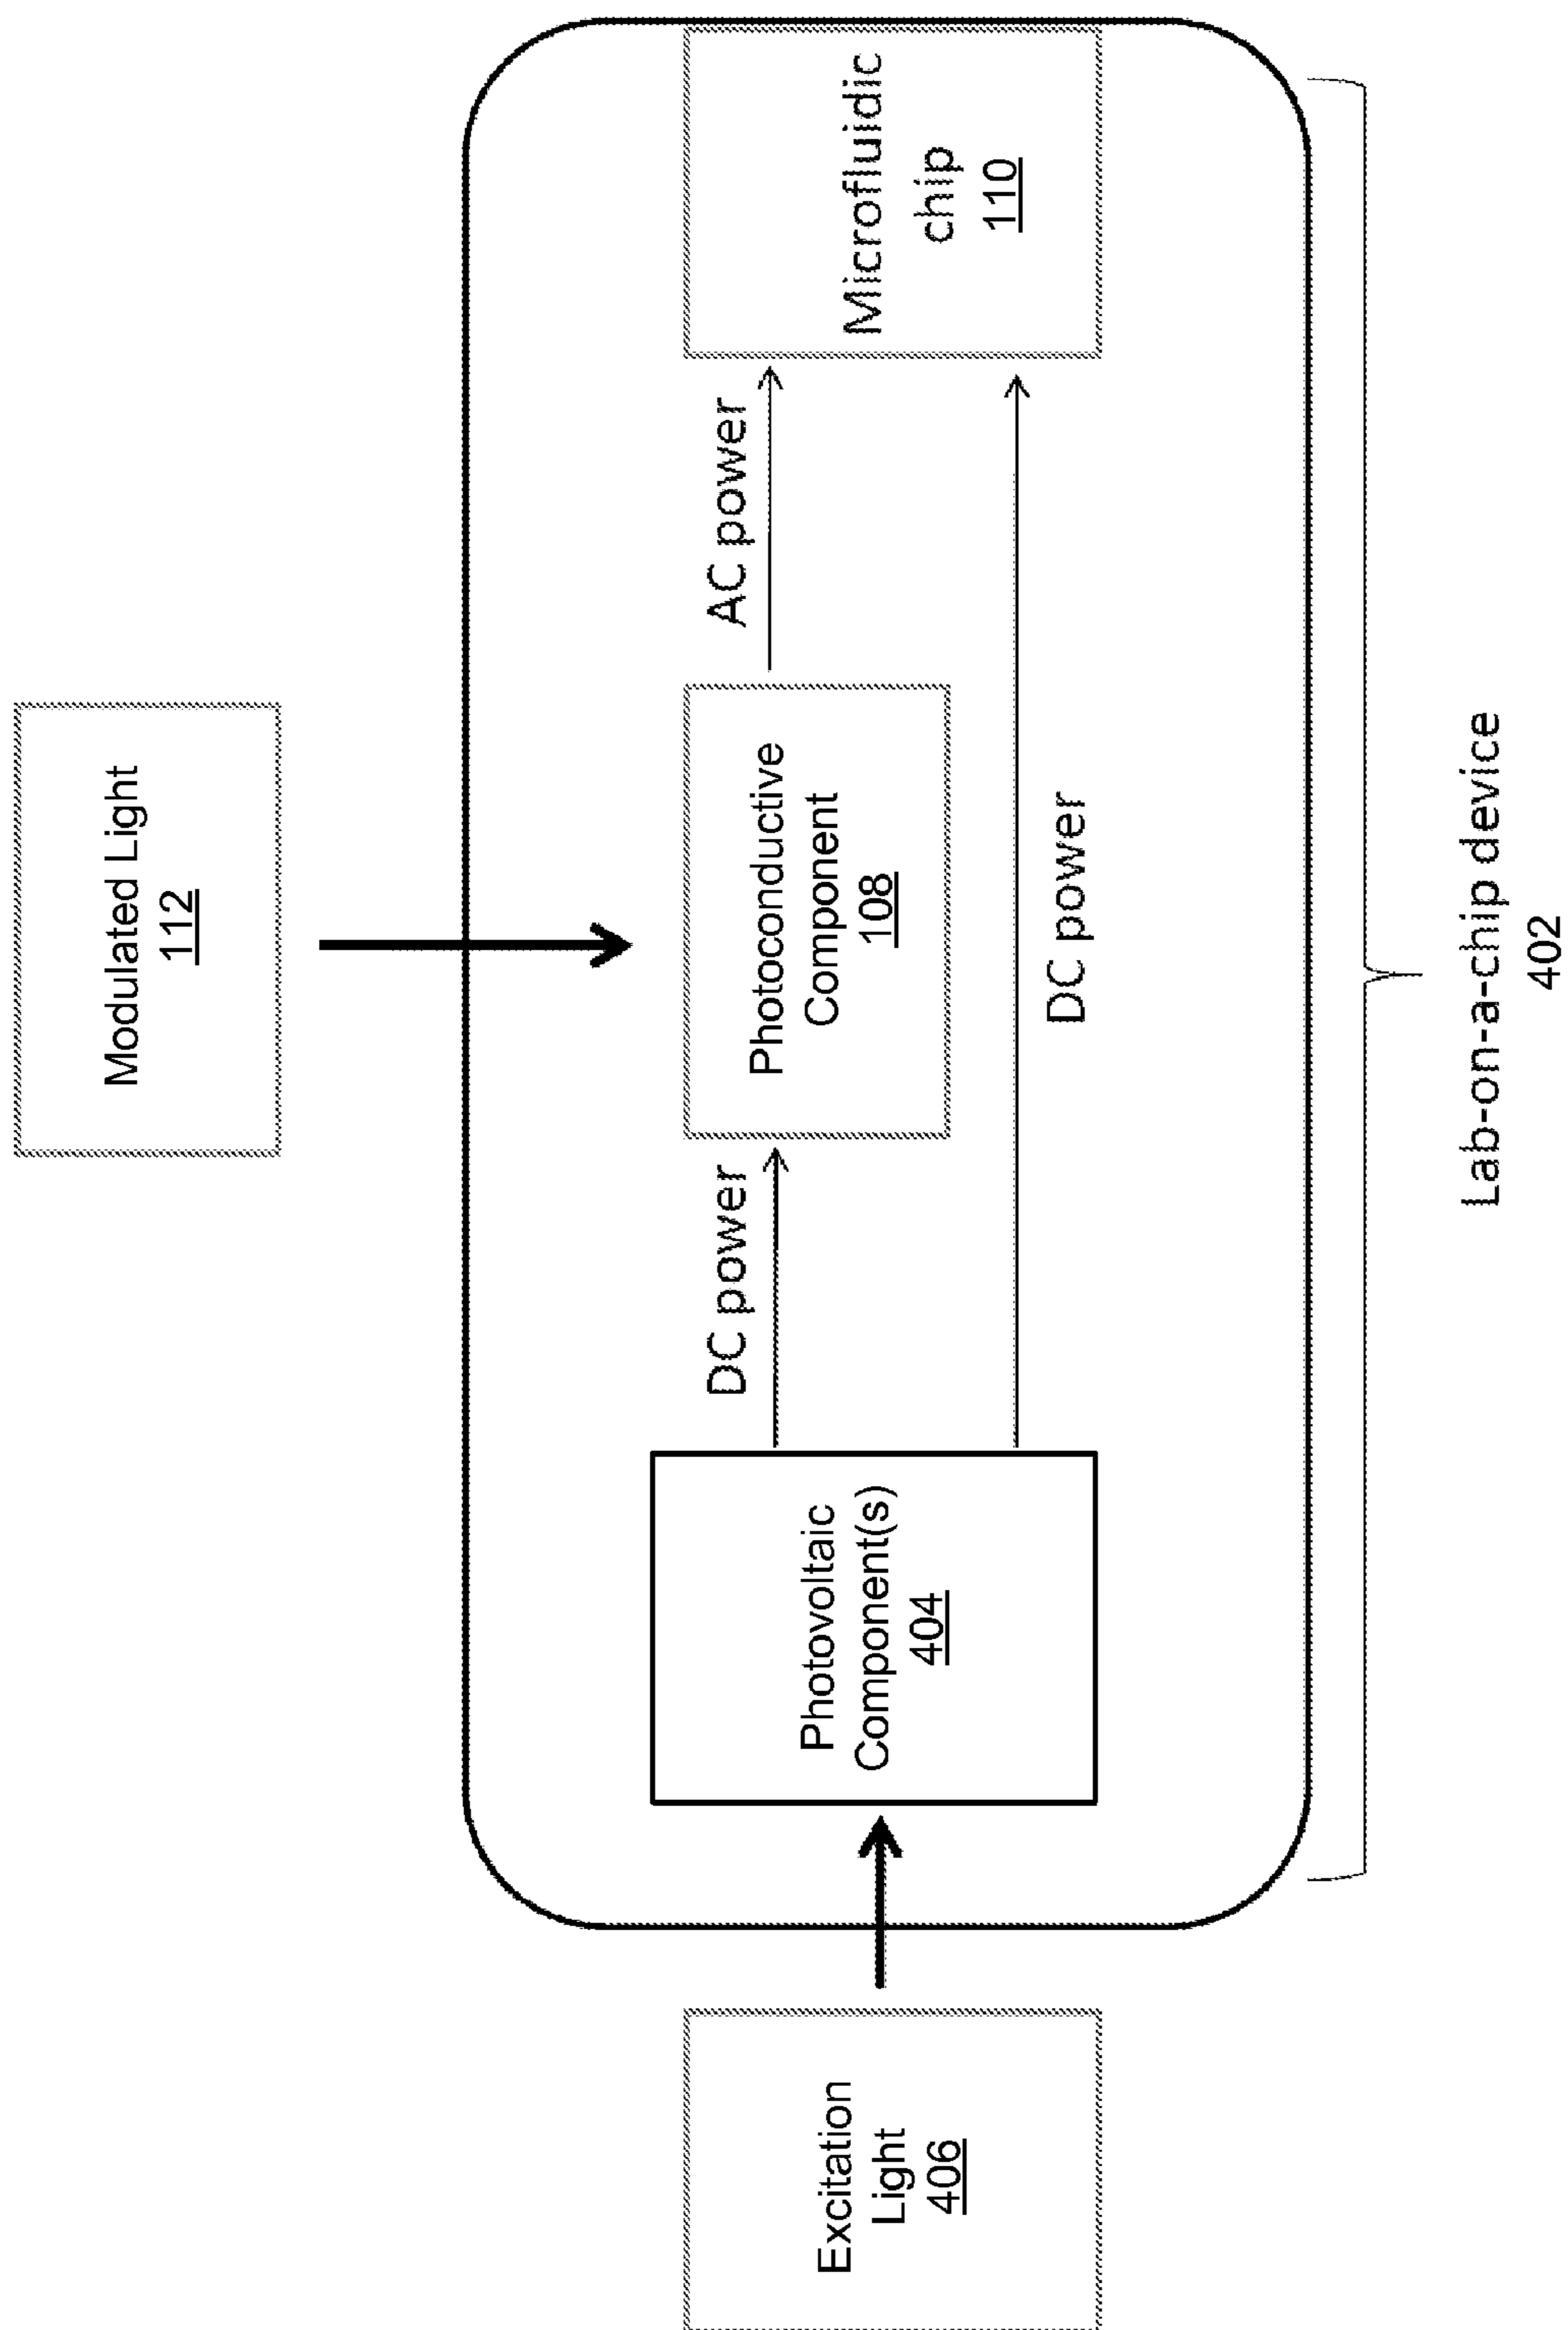 Modulated Light
112
Excitation
Light
406
Photovoltaic
Component(s)
404
DC power
Photoconductive
Component
108
AC power
DC power
Microfluidic
chip
110
Lab-on-a-chip device
402